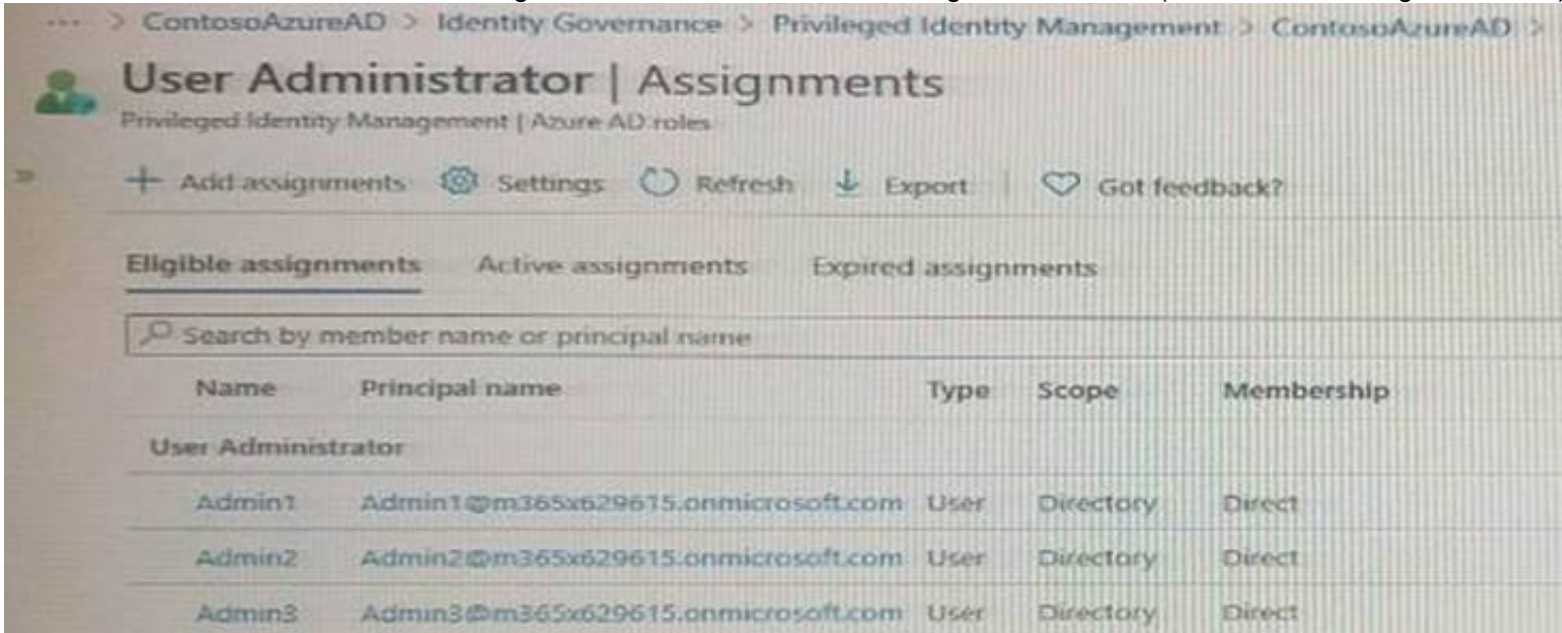 ... > ContosoAzureAD > Identity Governance > Privileged Identity Management > ContosoAzureAD >
User Administrator | Assignments
Privileged Identity Management | Azure AD roles
+ Add assignments Settings Refresh Export Got feedback?
Eligible assignments Active assignments Expired assignments
Search by member name or principal name
Name Principal name Type Scope Membership
User Administrator
Admin1 Admin1@m365x629615.onmicrosoft.com User Directory Direct
Admin2 Admin2@m365x629615.onmicrosoft.com User Directory Direct
Admin3 Admin3@m365x629615.onmicrosoft.com User Directory Direct